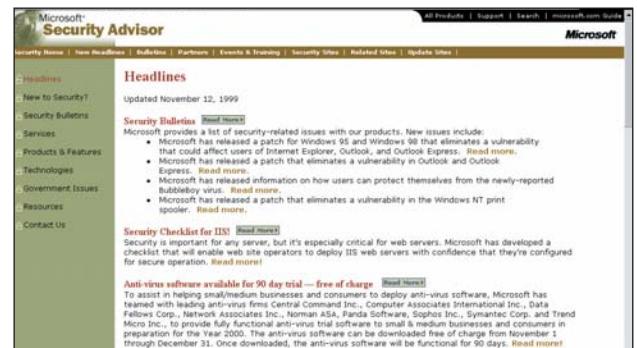 All Products | Support | Search | microsoft.com Guide
Microsoft
Security Advisor
Microsoft
Security Home | New Headlines | Bulletins | Partners | Events & Training | Security Sites | Related Sites | Update Sites |
Headlines
New to Security?
Security Bulletins
Services
Products & Features
Technologies
Government Issues
Resources
Contact Us
Headlines
Updated November 12, 1999
Security Bulletins Read More
Microsoft provides a list of security-related issues with our products. New issues include:
• Microsoft has released a patch for Windows 95 and Windows 98 that eliminates a vulnerability
that could affect users of Internet Explorer, Outlook, and Outlook Express. Read more.
• Microsoft has released a patch that eliminates a vulnerability in Outlook and Outlook
Express. Read more.
• Microsoft has released information on how users can protect themselves from the newly-reported
BubbleBoy virus. Read more.
• Microsoft has released a patch that eliminates a vulnerability in the Windows NT print
spooler. Read more.
Security Checklist for IIS! Read More
Security is important for any server, but it's especially critical for web servers. Microsoft has developed a
checklist that will enable web site operators to deploy IIS web servers with confidence that they're configured
for secure operation. Read more!
Anti-virus software available for 90 day trial — free of charge Read More
To assist in helping small/medium businesses and consumers to deploy anti-virus software, Microsoft has
teamed with leading anti-virus firms Central Command Inc., Computer Associates International Inc., Data
Fellows Corp., Network Associates Inc., Norman ASA, Panda Software, Sophos Inc., Symantec Corp. and Trend
Micro Inc., to provide fully functional anti-virus trial software to small & medium businesses and consumers in
preparation for the Year 2000. The anti-virus software can be downloaded free of charge from November 1
through December 31. Once downloaded, the anti-virus software will be functional for 90 days. Read more!